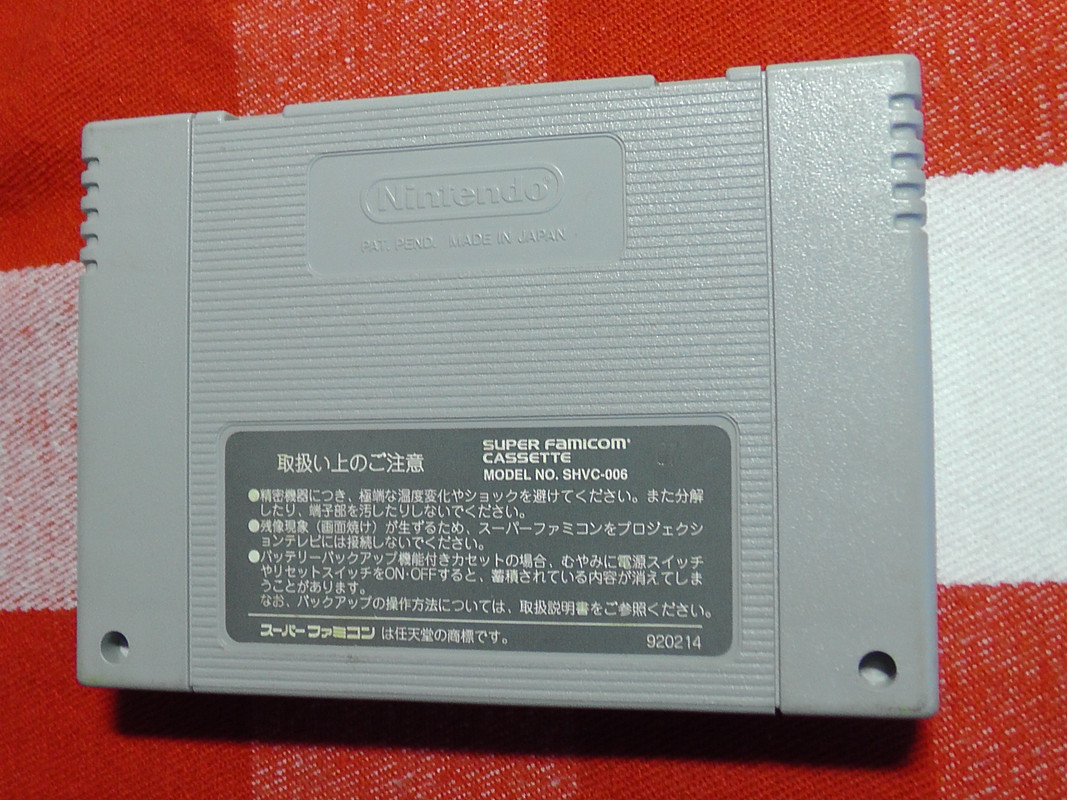 Nintendo
PAT. PEND. MADE IN JAPAN
取扱い上のご注意
SUPER FAMICOM
CASSETTE
MODEL NO. SHVC-006
●精密機器につき、極端な温度変化やショックを避けてください。また分解
したり、端子部を汚したりしないでください。
●残像現象（画面焼け）が生ずるため、スーパーファミコンをプロジェクシ
ョンテレビには接続しないでください。
●バッテリーバックアップ機能付きカセットの場合、むやみに電源スイッチ
やリセットスイッチをON・OFFすると、蓄積されている内容が消えてしま
うことがあります。
なお、バックアップの操作方法については、取扱説明書をご参照ください。
スーパーファミコン は任天堂の商標です。
920214